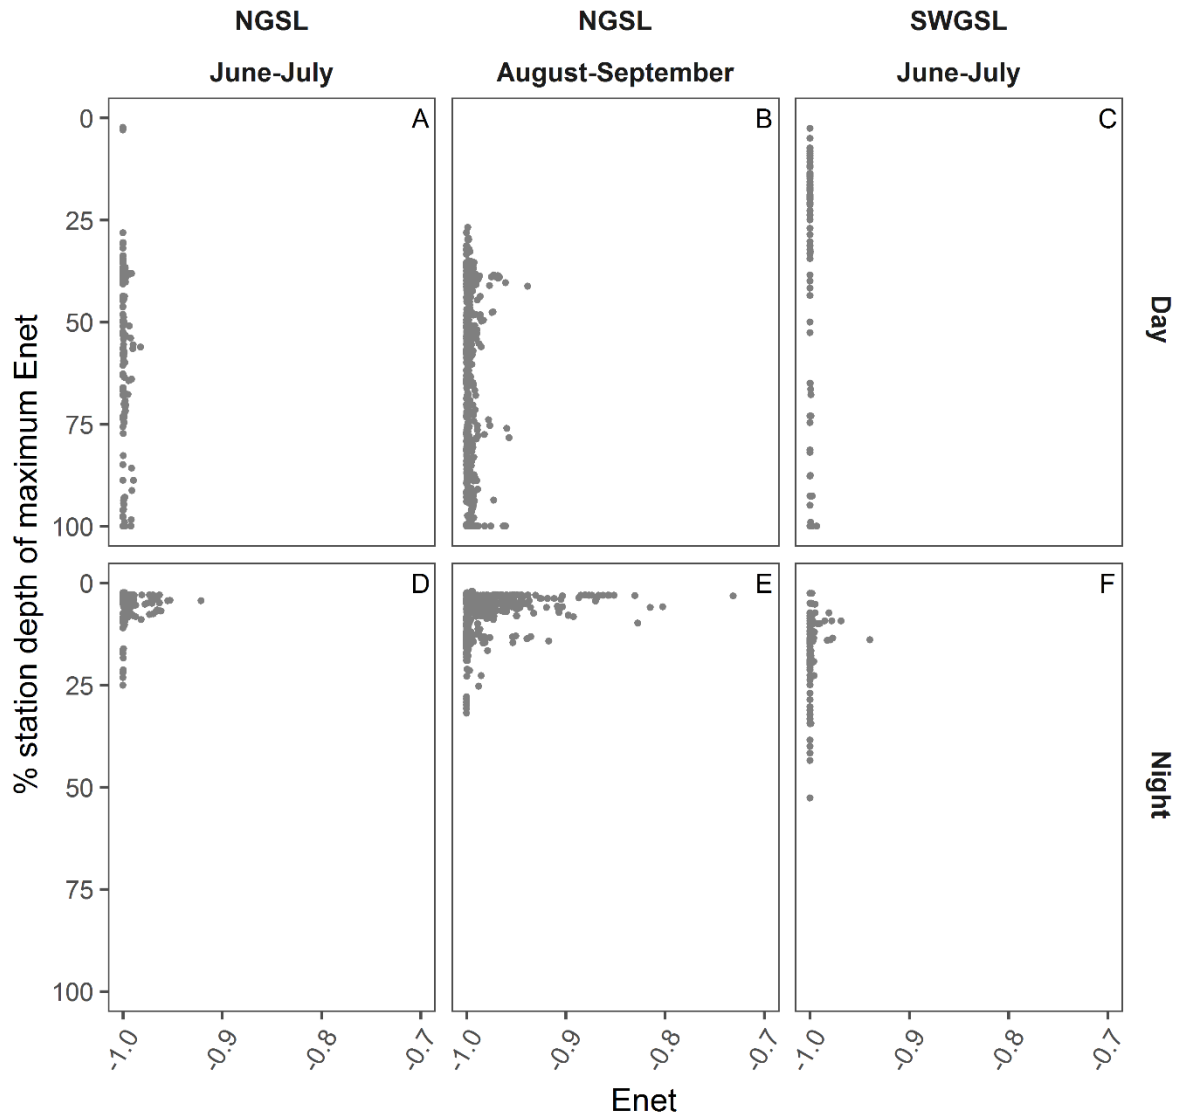 NGSL NGSL SWGSL
June-July August-September June-July
A B C
0
25
50
75
100
Day
% station depth of maximum Enet
D E F
0
25
50
75
100
Night
-1.0 -0.9 -0.8 -0.7 -1.0 -0.9 -0.8 -0.7 -1.0 -0.9 -0.8 -0.7
Enet